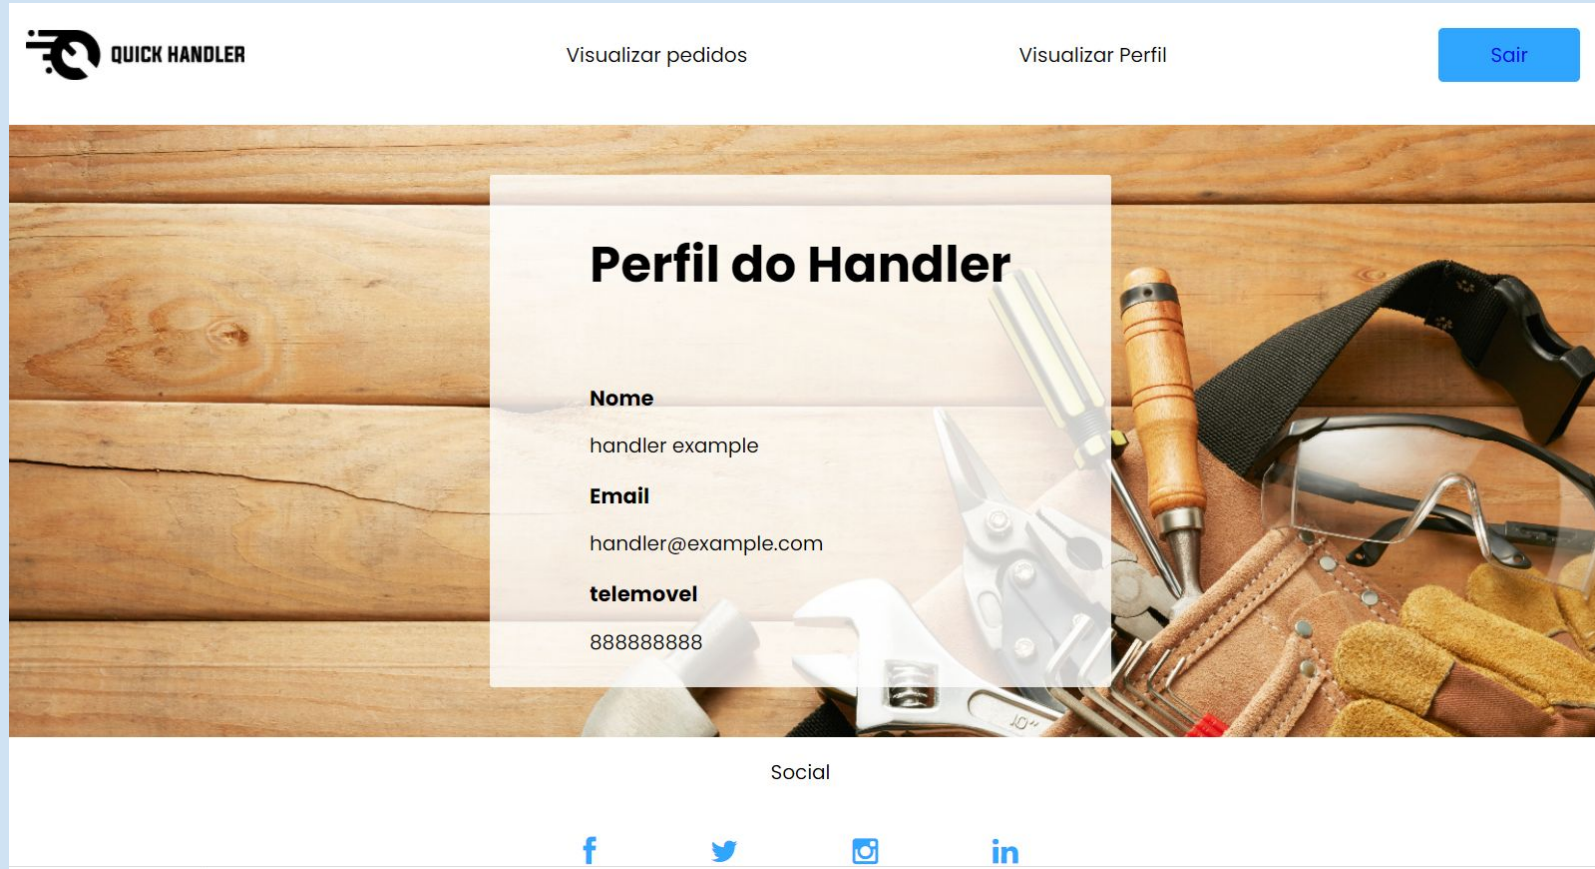 QUICK HANDLER
Visualizar pedidos
Visualizar Perfil
Sair
Perfil do Handler
Nome
handler example
Email
handler@example.com
telemovel
888888888
10"
Social